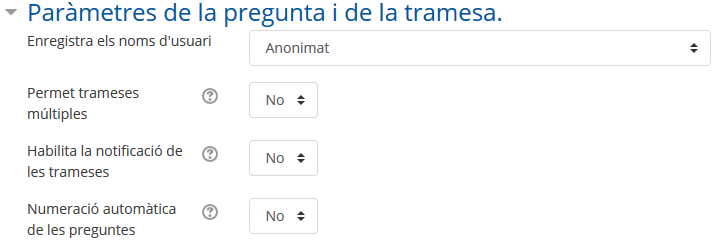 Paràmetres de la pregunta i de la tramesa.
Enregistra els noms d'usuari
Anonimat
Permet trameses
múltiples
No
Habilita la notificació de
les trameses
No
Numeració automàtica
de les preguntes
No